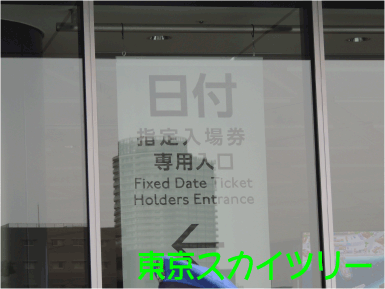 日付
指定入場券
専用入口
Fixed Date Ticket
Holders Entrance
東京スカイツリー